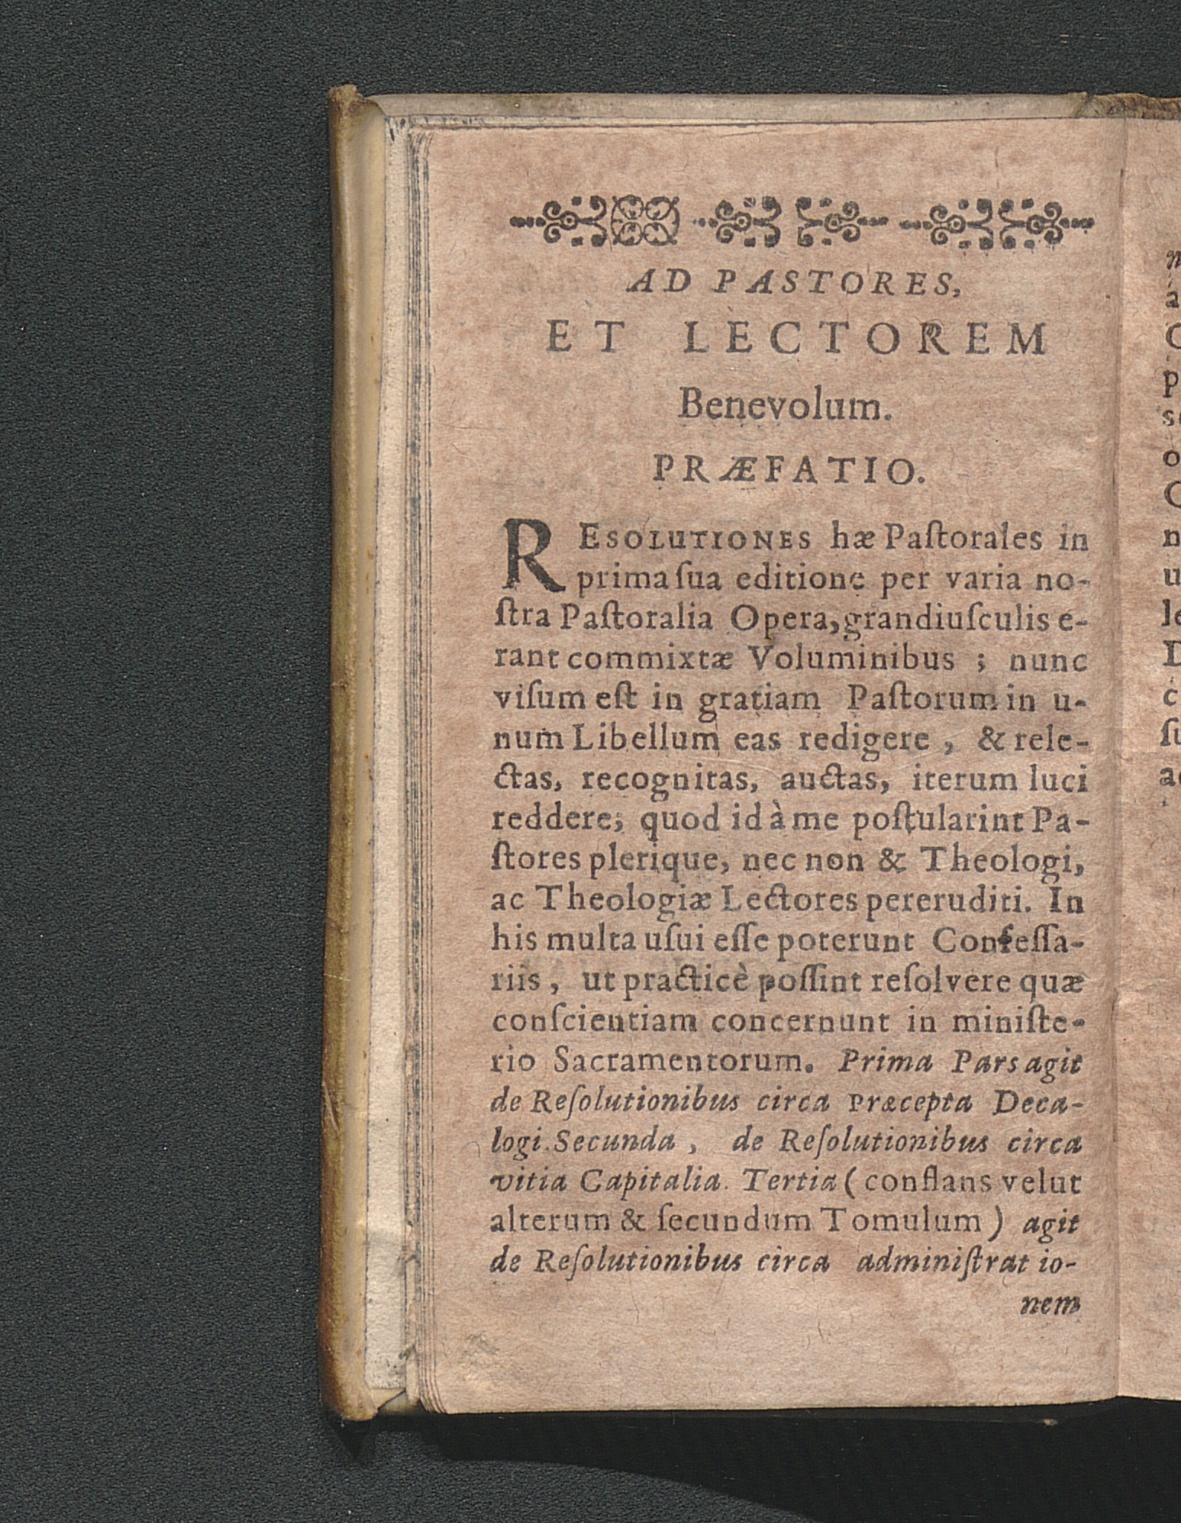 AD PASTORES,
ET LECTOREM
Benevolum.
PRÆFATIO.
RESOLUTIONES hæ Paſtorales in
prima ſua editione per varia no-
ſtra Paſtoralia Opera, grandiuſculis e-
rant commixtæ Voluminibus ; nunc
viſum eſt in gratiam Paſtorum in u-
num Libellum eas redigere , & rele-
ctas, recognitas, auctas, iterum luci
reddere; quod id à me poſtularint Pa-
ſtores plerique, nec non & Theologi,
ac Theologiæ Lectores pereruditi. In
his multa uſui eſſe poterunt Confeſſa-
riis , ut practicè poſſint reſolvere quæ
conſcientiam concernunt in miniſte-
rio Sacramentorum. Prima Pars agit
de Reſolutionibus circa Præcepta Deca-
logi. Secunda , de Reſolutionibus circa
vitia Capitalia. Tertia ( conflans velut
alterum & ſecundum Tomulum ) agit
de Reſolutionibus circa adminiſtrat io-
nem